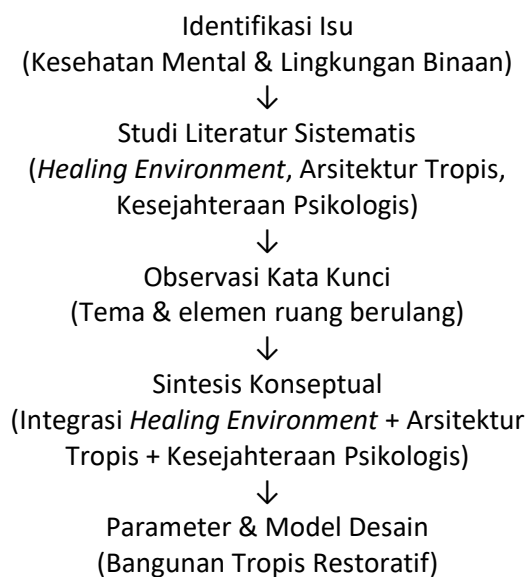 Identifikasi Isu
(Kesehatan Mental & Lingkungan Binaan)
↓
Studi Literatur Sistematis
(Healing Environment, Arsitektur Tropis,
Kesejahteraan Psikologis)
↓
Observasi Kata Kunci
(Tema & elemen ruang berulang)
↓
Sintesis Konseptual
(Integrasi Healing Environment + Arsitektur
Tropis + Kesejahteraan Psikologis)
↓
Parameter & Model Desain
(Bangunan Tropis Restoratif)